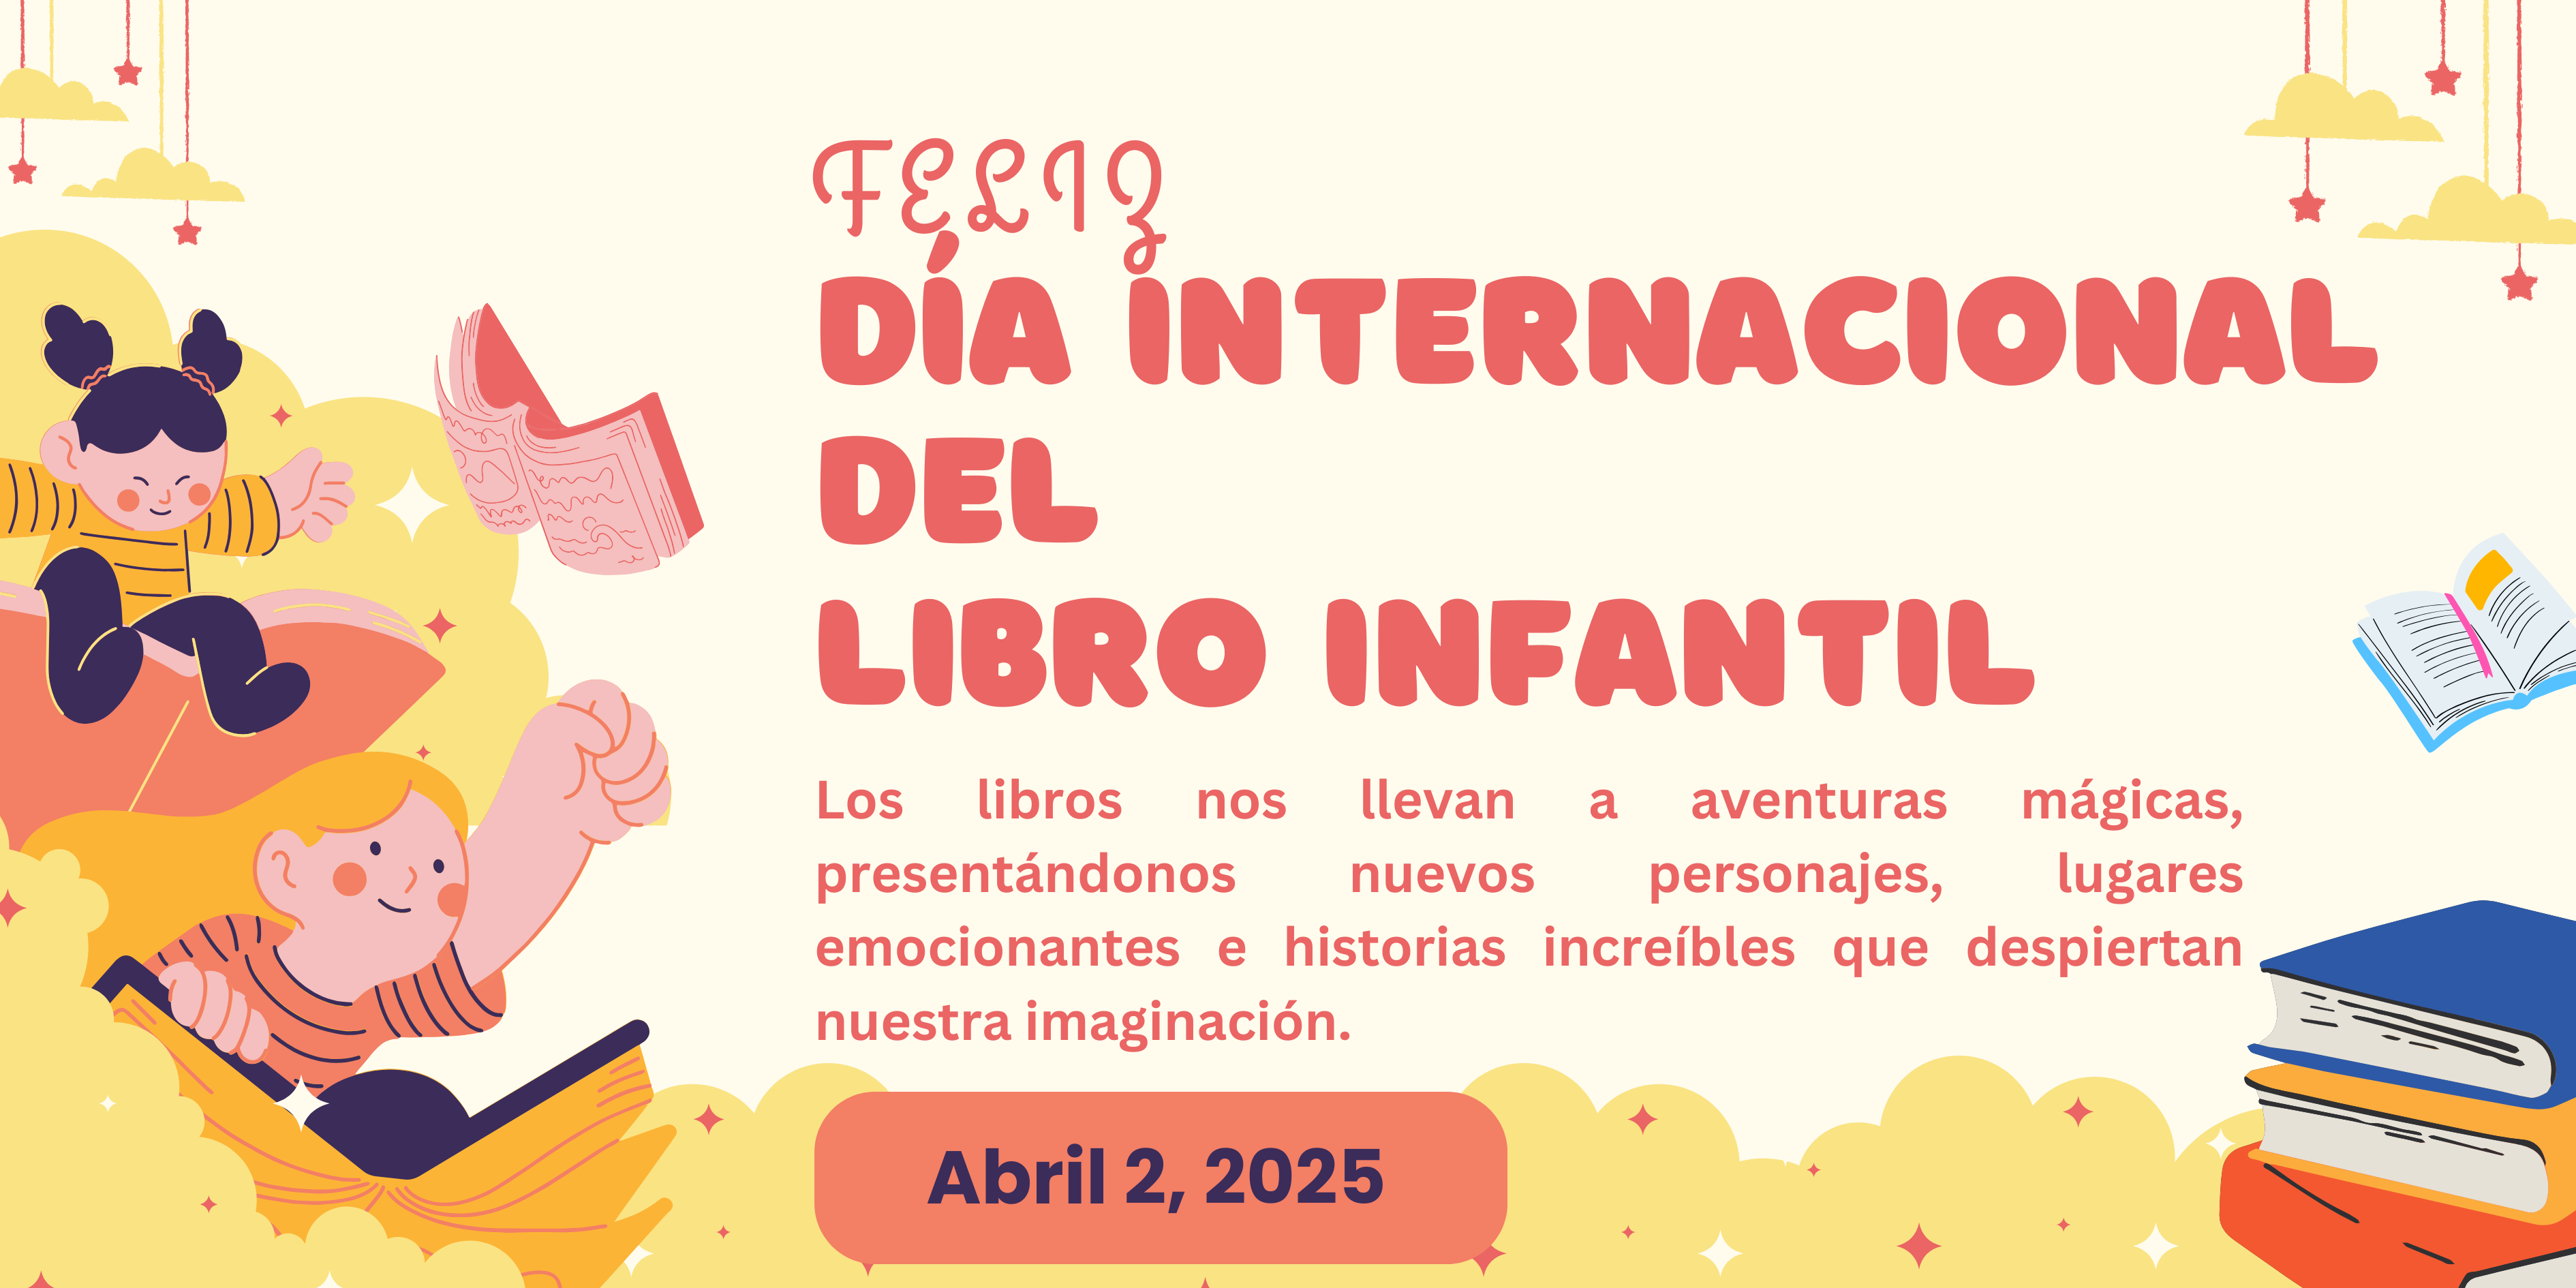 FELIZ
DÍA INTERNACIONAL
DEL
LIBRO INFANTIL
Los libros nos llevan a aventuras mágicas,
presentándonos nuevos personajes, lugares
emocionantes e historias increíbles que despiertan
nuestra imaginación.
Abril 2, 2025